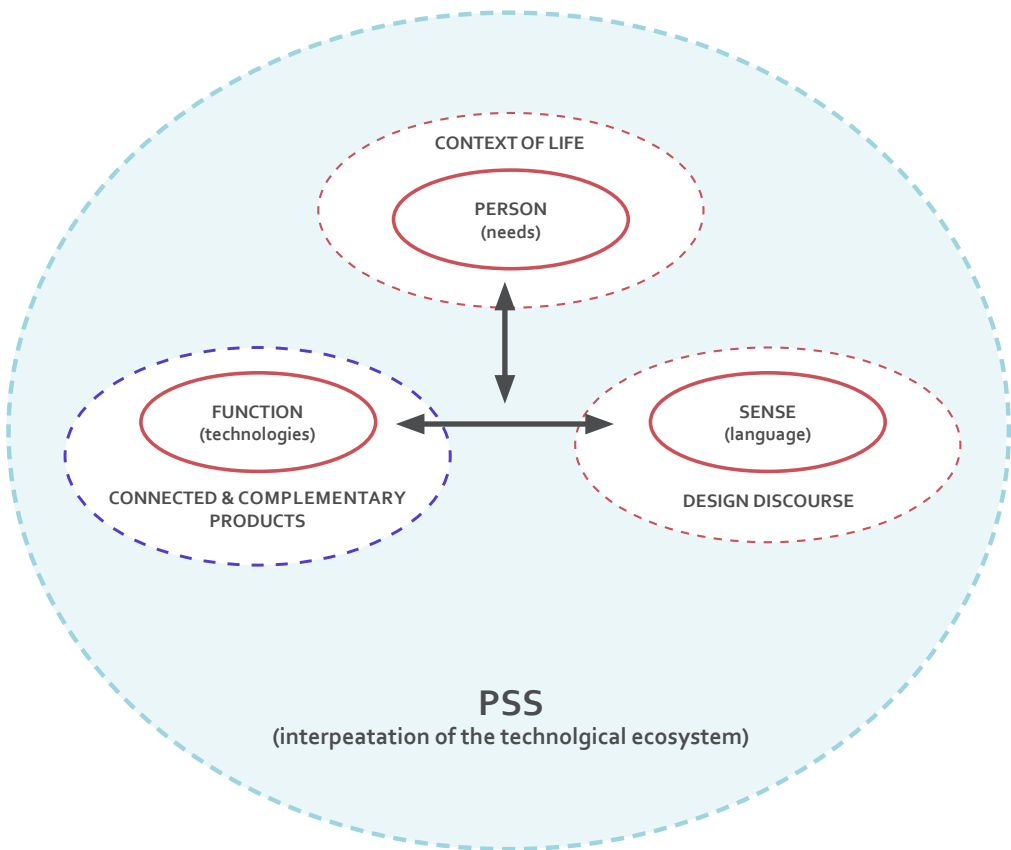 CONTEXT OF LIFE
PERSON
(needs)
FUNCTION
(technologies)
CONNECTED & COMPLEMENTARY
PRODUCTS
SENSE
(language)
DESIGN DISCOURSE
PSS
(interpeatation of the technolgical ecosystem)